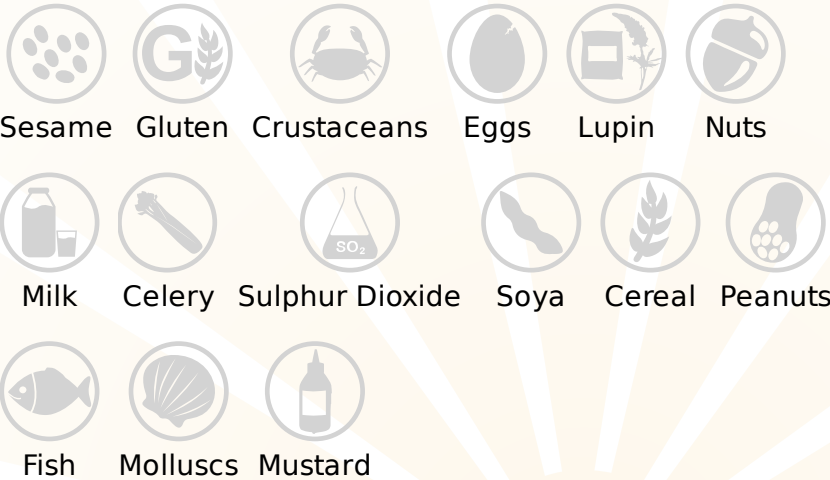 G
Sesame Gluten Crustaceans Eggs Lupin Nuts
SO₂
Milk Celery Sulphur Dioxide Soya Cereal Peanuts
Fish Molluscs Mustard